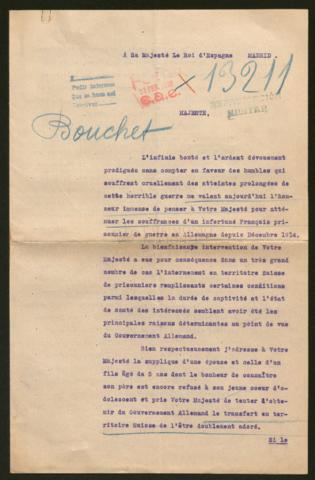 A Sa Majesté Le Roi d'Espagne MADRID
13211
Bouchet
MAJESTE,
L'infinie bonté et l'ardent dévouement
prodigués sans compter en faveur des humbles qui
souffrent cruellement des atteintes prolongées de
cette horrible guerre me valent aujourd'hui l'hon-
neur immense de penser à Votre Majesté pour atté-
nuer les souffrances d'un infortuné Français pri-
sonnier de guerre en Allemagne depuis Décembre 1914.
La bienfaisante intervention de Votre
Majesté a eue pour conséquence dans un très grand
nombre de cas l'internement en territoire Suisse
de prisonniers remplissants certaines conditions
parmi lesquelles la durée de captivité et l'état
de santé des intéressés semblent avoir été les
principales raisons déterminantes au point de vue
du Gouvernement Allemand.
Bien respectueusement j'adresse à Votre
Majesté la supplique d'une épouse et celle d'un
fils âgé de 5 ans dont le bonheur de connaître
son père est encore refusé à son jeune coeur d'a-
dolescent et prie Votre Majesté de tenter d'obte-
nir du Gouvernement Allemand le transfert en ter-
ritoire Suisse de l'être doublement adoré.
Si le